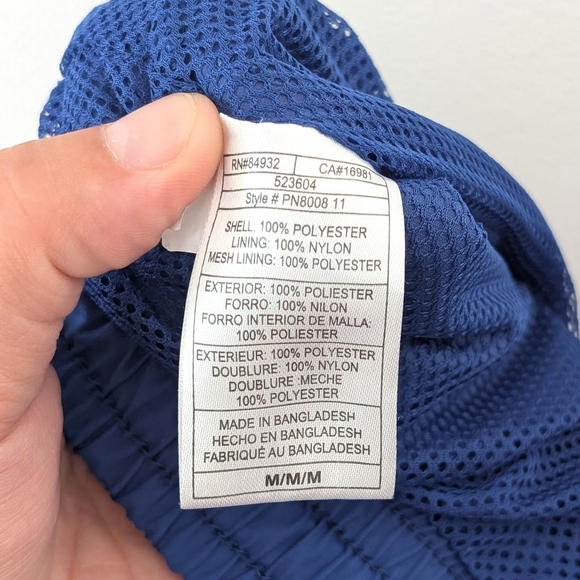 RN#84932 CA#16981
523604
Style # PN8008 11
SHELL: 100% POLYESTER
LINING: 100% NYLON
MESH LINING: 100% POLYESTER
EXTERIOR: 100% POLIESTER
FORRO: 100% NILON
FORRO INTERIOR DE MALLA:
100% POLIESTER
EXTERIEUR: 100% POLYESTER
DOUBLURE: 100% NYLON
DOUBLURE :MECHE
100% POLYESTER
MADE IN BANGLADESH
HECHO EN BANGLADESH
FABRIQUÉ AU BANGLADESH
M/M/M